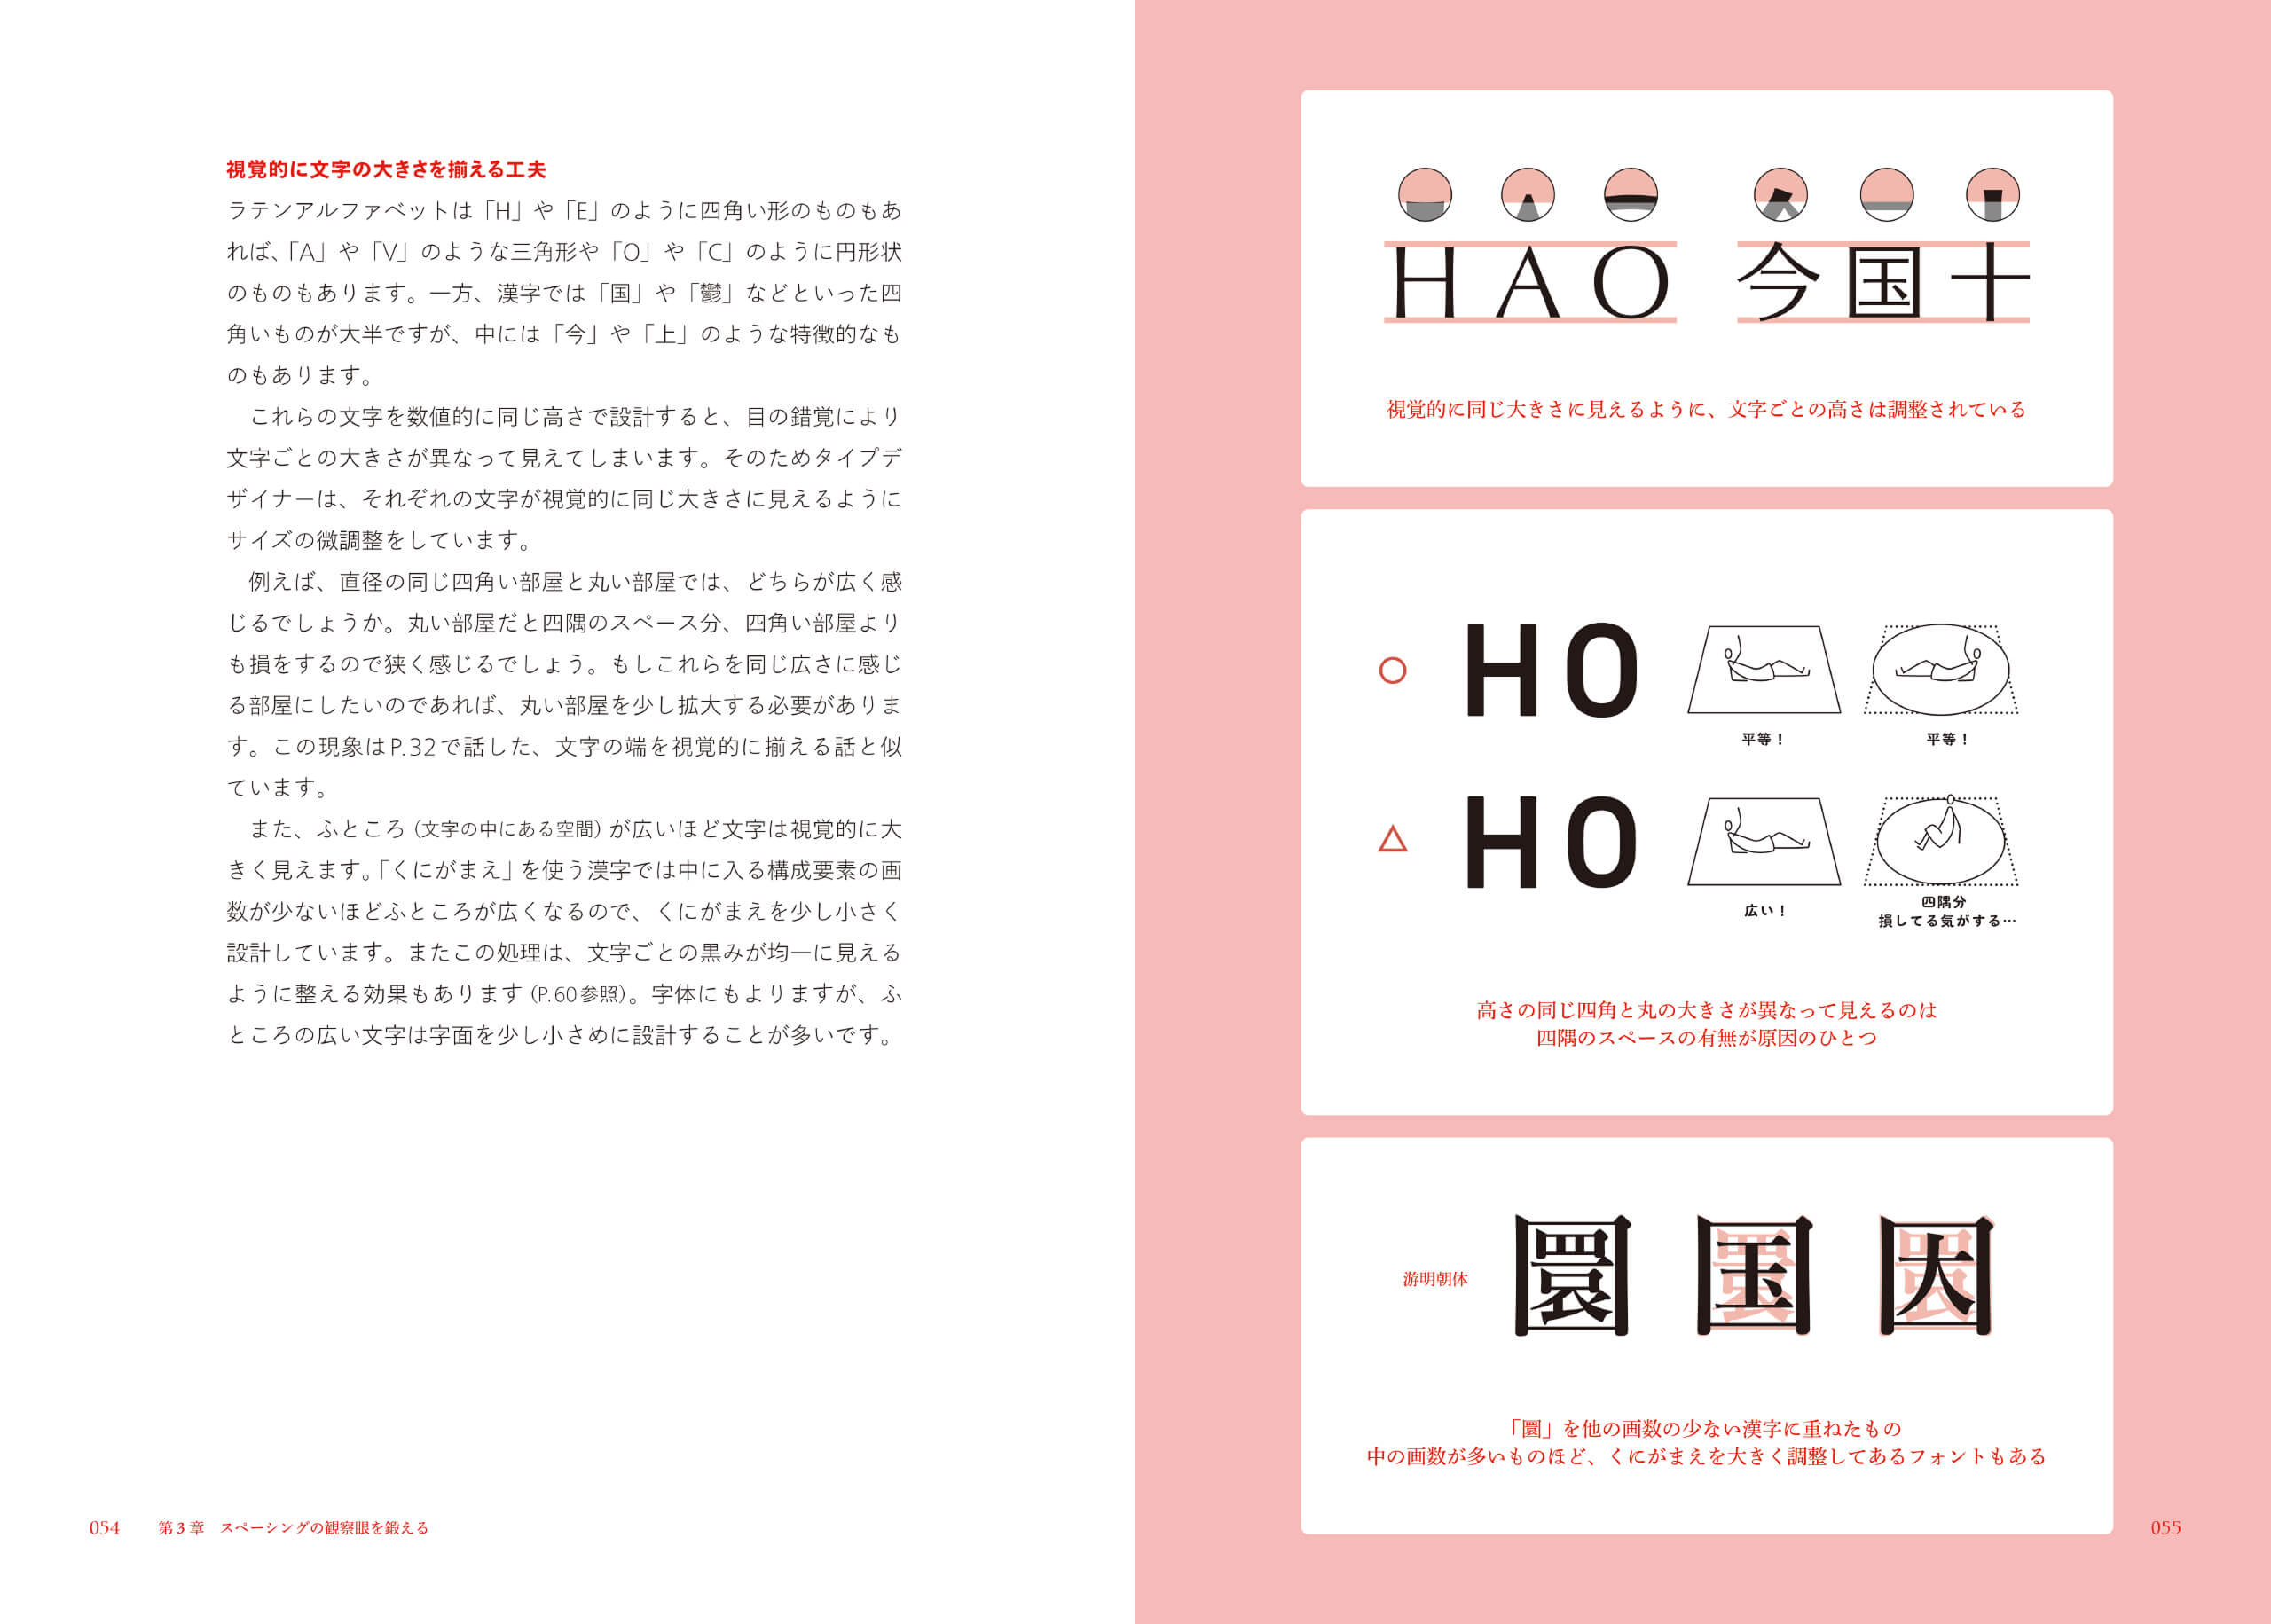 視覚的に文字の大きさを揃える工夫
ラテンアルファベットは「H」や「E」のように四角い形のものもあ
れば、「A」や「V」のような三角形や「O」や「C」のように円形状
のものもあります。一方、漢字では「国」や「鬱」などといった四
角いものが大半ですが、中には「今」や「上」のような特徴的なも
のもあります。
　これらの文字を数値的に同じ高さで設計すると、目の錯覚により
文字ごとの大きさが異なって見えてしまいます。そのためタイプデ
ザイナーは、それぞれの文字が視覚的に同じ大きさに見えるように
サイズの微調整をしています。
　例えば、直径の同じ四角い部屋と丸い部屋では、どちらが広く感
じるでしょうか。丸い部屋だと四隅のスペース分、四角い部屋より
も損をするので狭く感じるでしょう。もしこれらを同じ広さに感じ
る部屋にしたいのであれば、丸い部屋を少し拡大する必要がありま
す。この現象はP.32で話した、文字の端を視覚的に揃える話と似
ています。
　また、ふところ（文字の中にある空間）が広いほど文字は視覚的に大
きく見えます。「くにがまえ」を使う漢字では中に入る構成要素の画
数が少ないほどふところが広くなるので、くにがまえを少し小さく
設計しています。またこの処理は、文字ごとの黒みが均一に見える
ように整える効果もあります（P.60参照）。字体にもよりますが、ふ
ところの広い文字は字面を少し小さめに設計することが多いです。
054　第3章　スペーシングの観察眼を鍛える
HAO 今国十
視覚的に同じ大きさに見えるように、文字ごとの高さは調整されている
○ HO
平等！ 平等！
△ HO
広い！ 四隅分
損してる気がする…
高さの同じ四角と丸の大きさが異なって見えるのは
四隅のスペースの有無が原因のひとつ
游明朝体 圜 国 因
「圜」を他の画数の少ない漢字に重ねたもの
中の画数が多いものほど、くにがまえを大きく調整してあるフォントもある
055